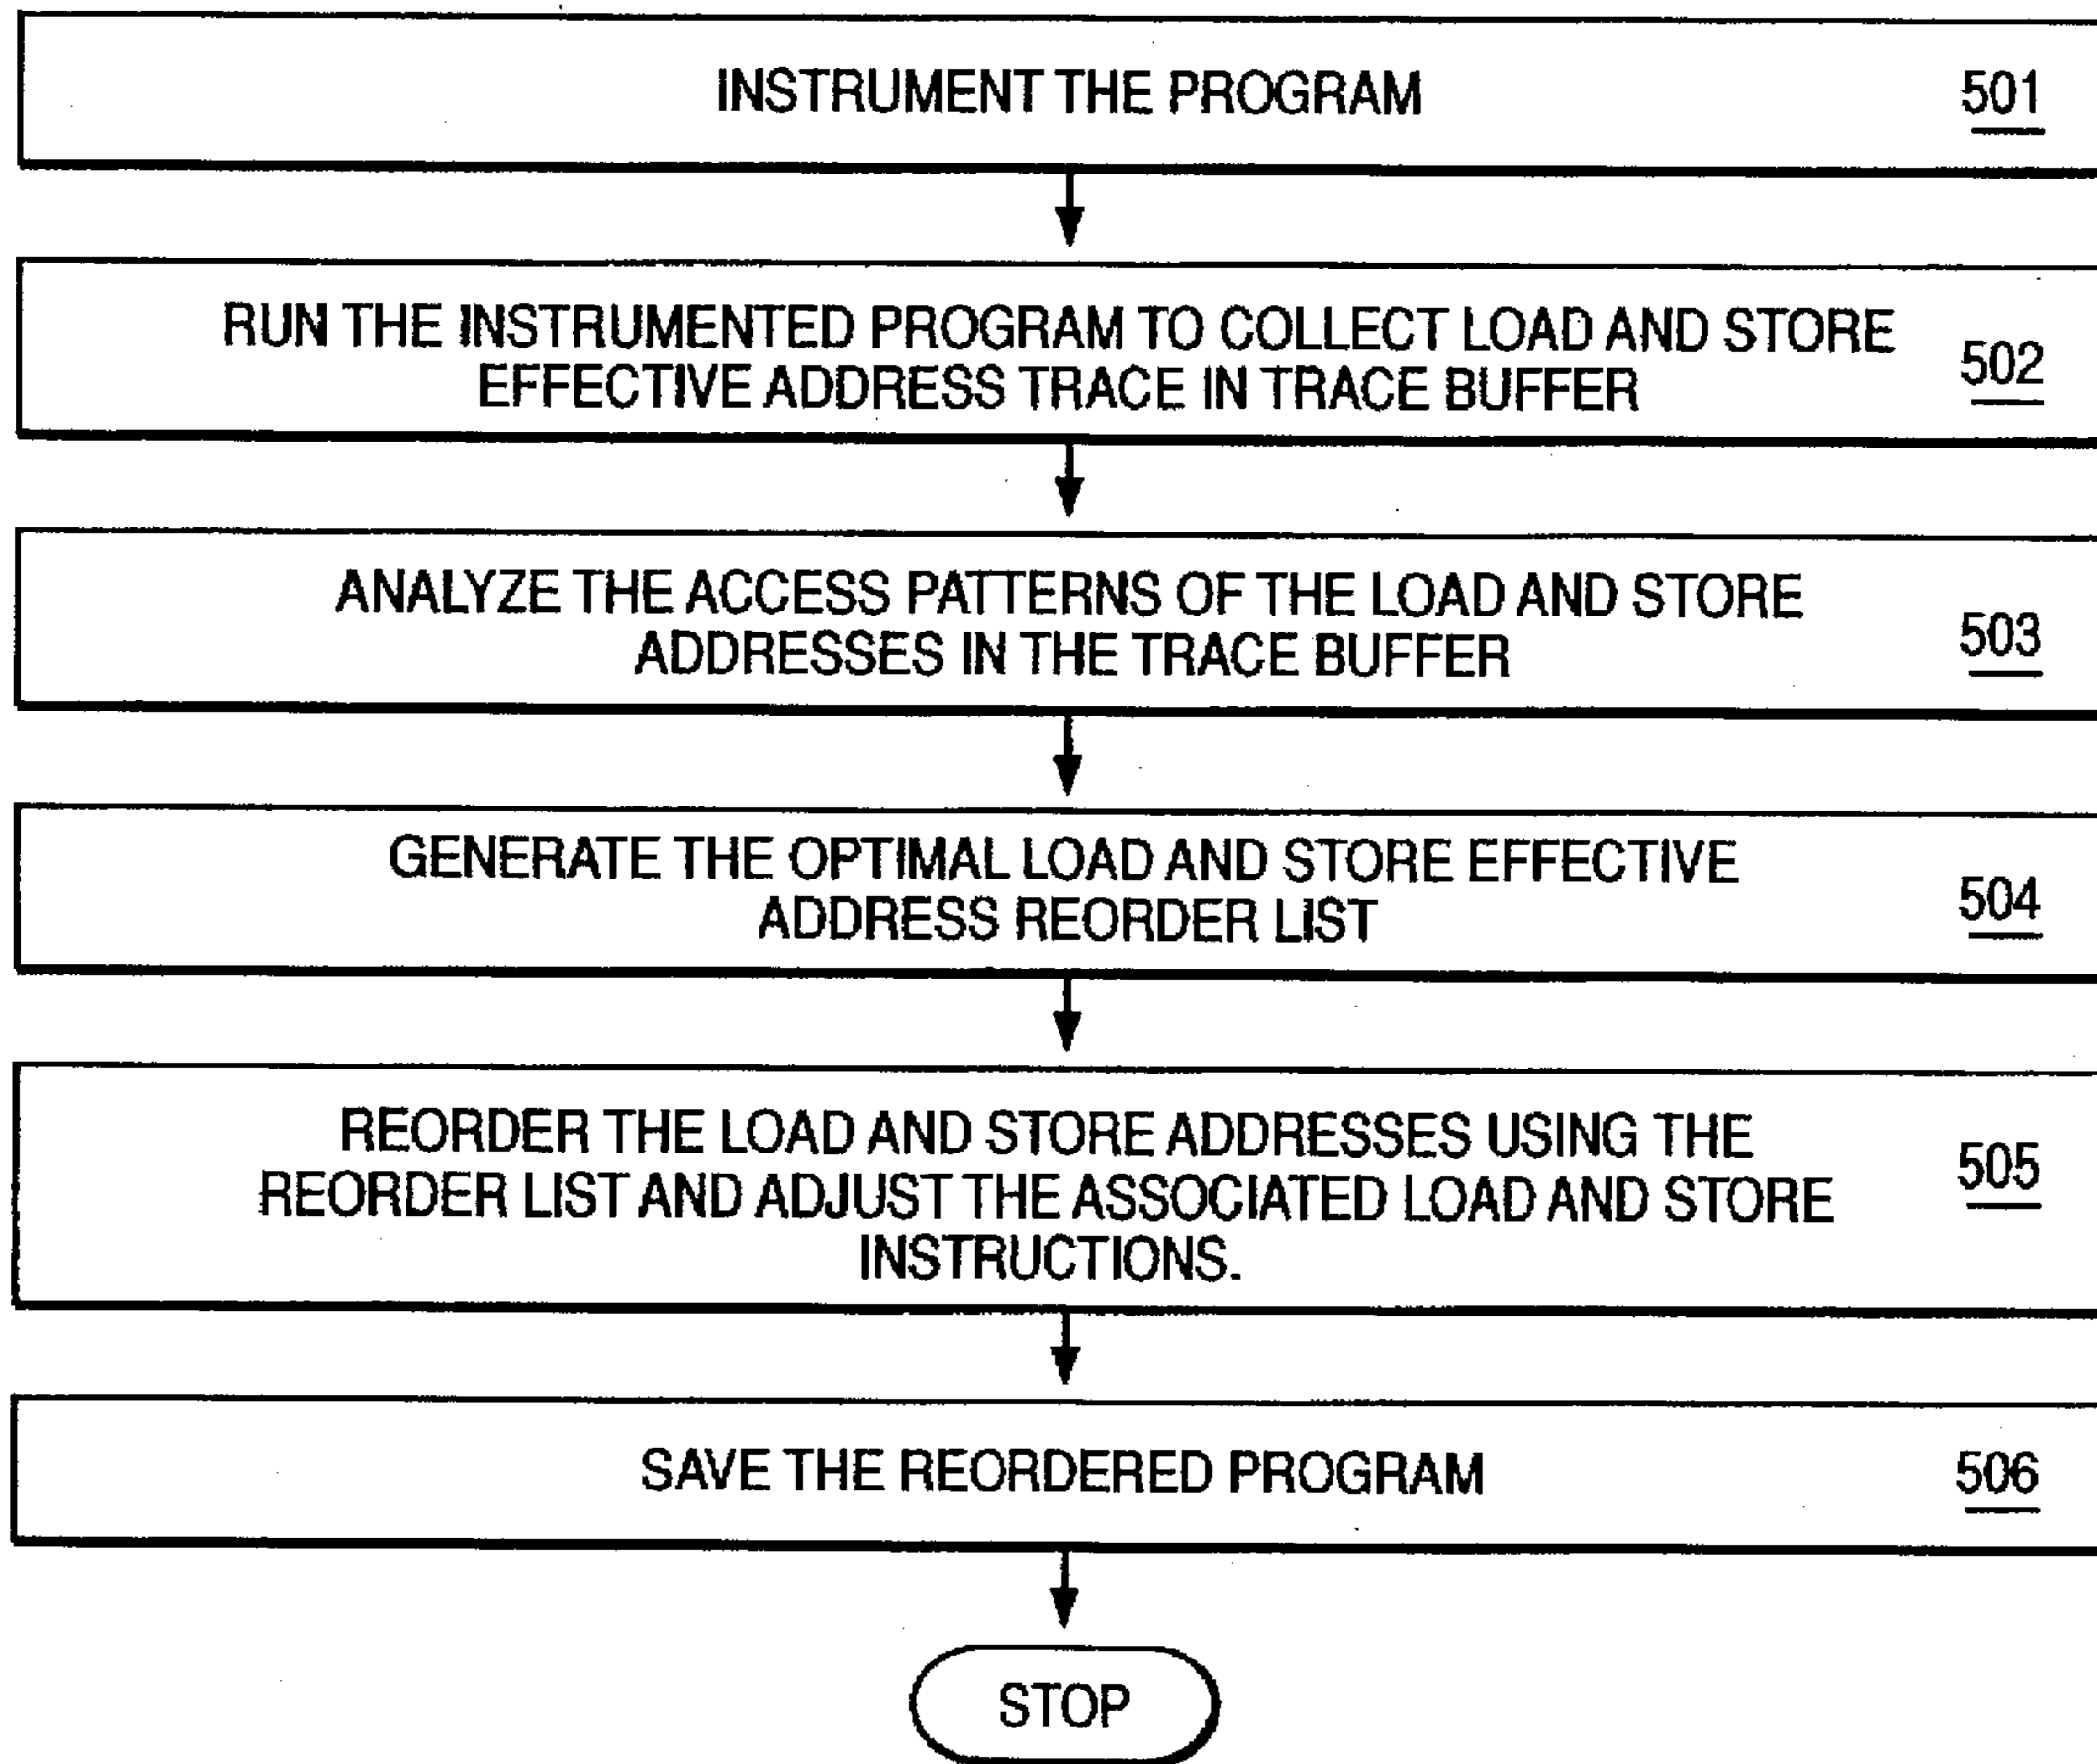 INSTRUMENT THE PROGRAM
501
RUN THE INSTRUMENTED PROGRAM TO COLLECT LOAD AND STORE
EFFECTIVE ADDRESS TRACE IN TRACE BUFFER
502
ANALYZE THE ACCESS PATTERNS OF THE LOAD AND STORE
ADDRESSES IN THE TRACE BUFFER
503
GENERATE THE OPTIMAL LOAD AND STORE EFFECTIVE
ADDRESS REORDER LIST
504
REORDER THE LOAD AND STORE ADDRESSES USING THE
REORDER LIST AND ADJUST THE ASSOCIATED LOAD AND STORE
INSTRUCTIONS.
505
SAVE THE REORDERED PROGRAM
506
STOP